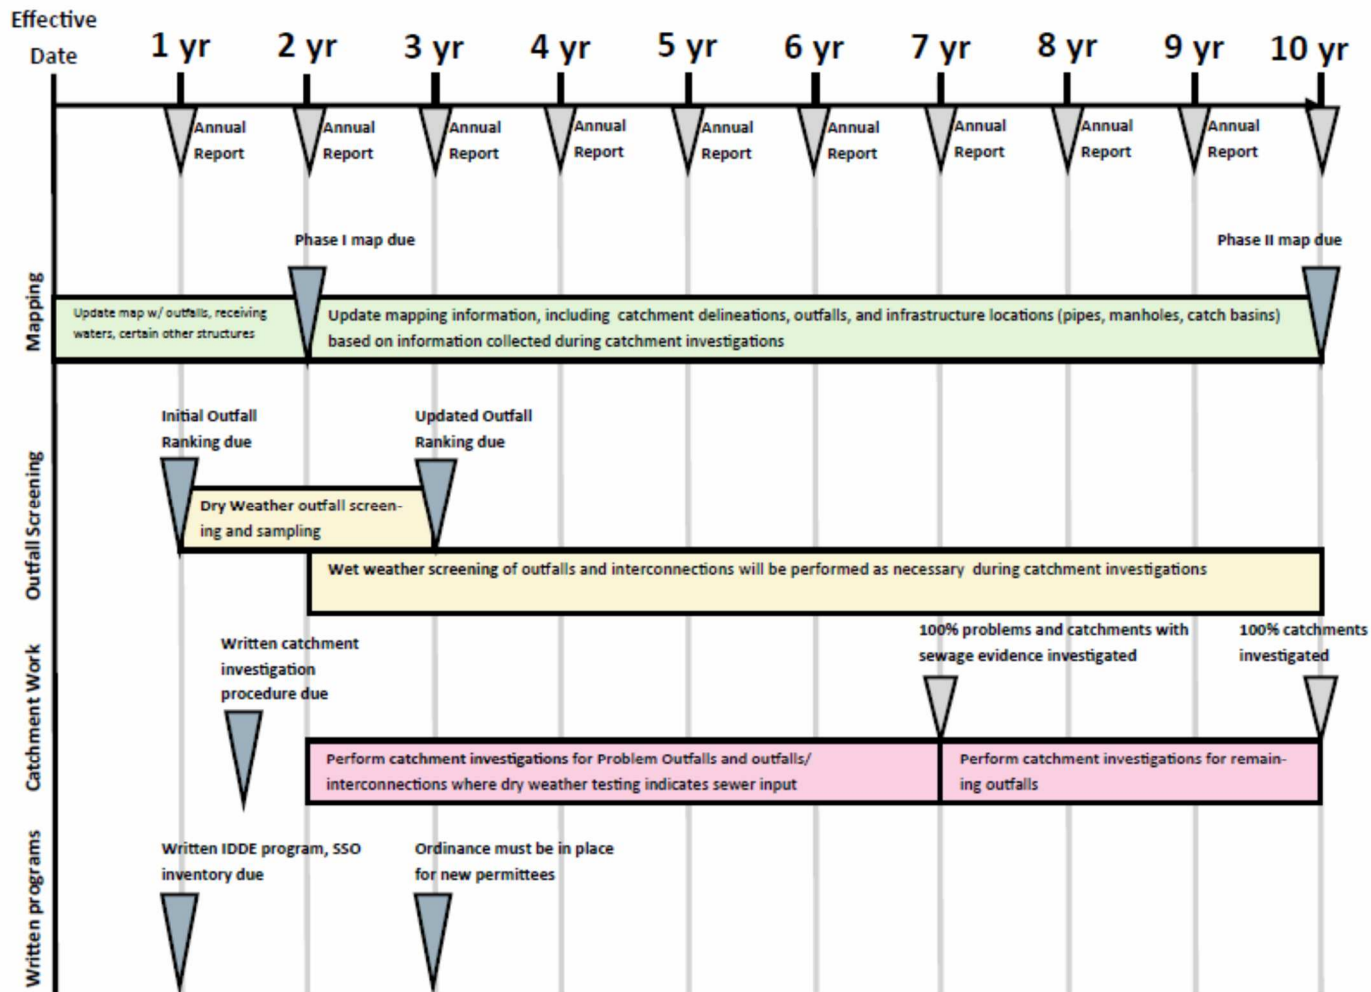 Effective
Date
1 yr
2 yr
3 yr
4 yr
5 yr
6 yr
7 yr
8 yr
9 yr
10 yr
Annual
Report
Annual
Report
Annual
Report
Annual
Report
Annual
Report
Annual
Report
Annual
Report
Annual
Report
Annual
Report
Mapping
Phase I map due
Phase II map due
Update map w/ outfalls, receiving
waters, certain other structures
Update mapping information, including catchment delineations, outfalls, and infrastructure locations (pipes, manholes, catch basins)
based on information collected during catchment investigations
Outfall Screening
Initial Outfall
Ranking due
Updated Outfall
Ranking due
Dry Weather outfall screen-
ing and sampling
Wet weather screening of outfalls and interconnections will be performed as necessary during catchment investigations
Catchment Work
Written catchment
investigation
procedure due
100% problems and catchments with
sewage evidence investigated
100% catchments
investigated
Perform catchment investigations for Problem Outfalls and outfalls/
interconnections where dry weather testing indicates sewer input
Perform catchment investigations for remain-
ing outfalls
Written programs
Written IDDE program, SSO
inventory due
Ordinance must be in place
for new permittees